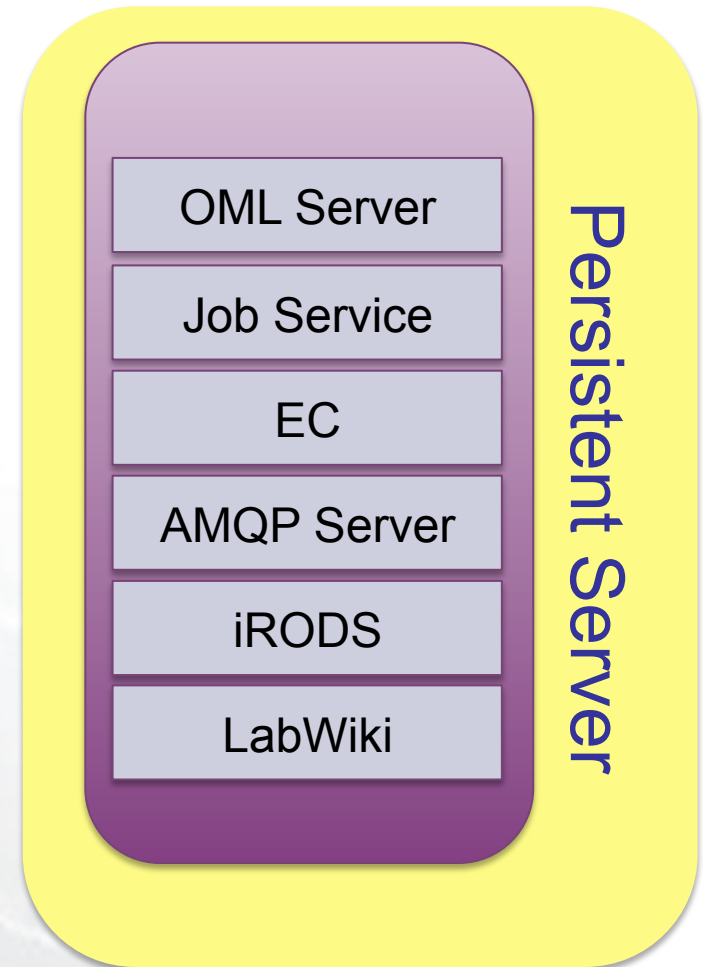 OML Server
Job Service
EC
AMQP Server
iRODS
LabWiki
Persistent Server